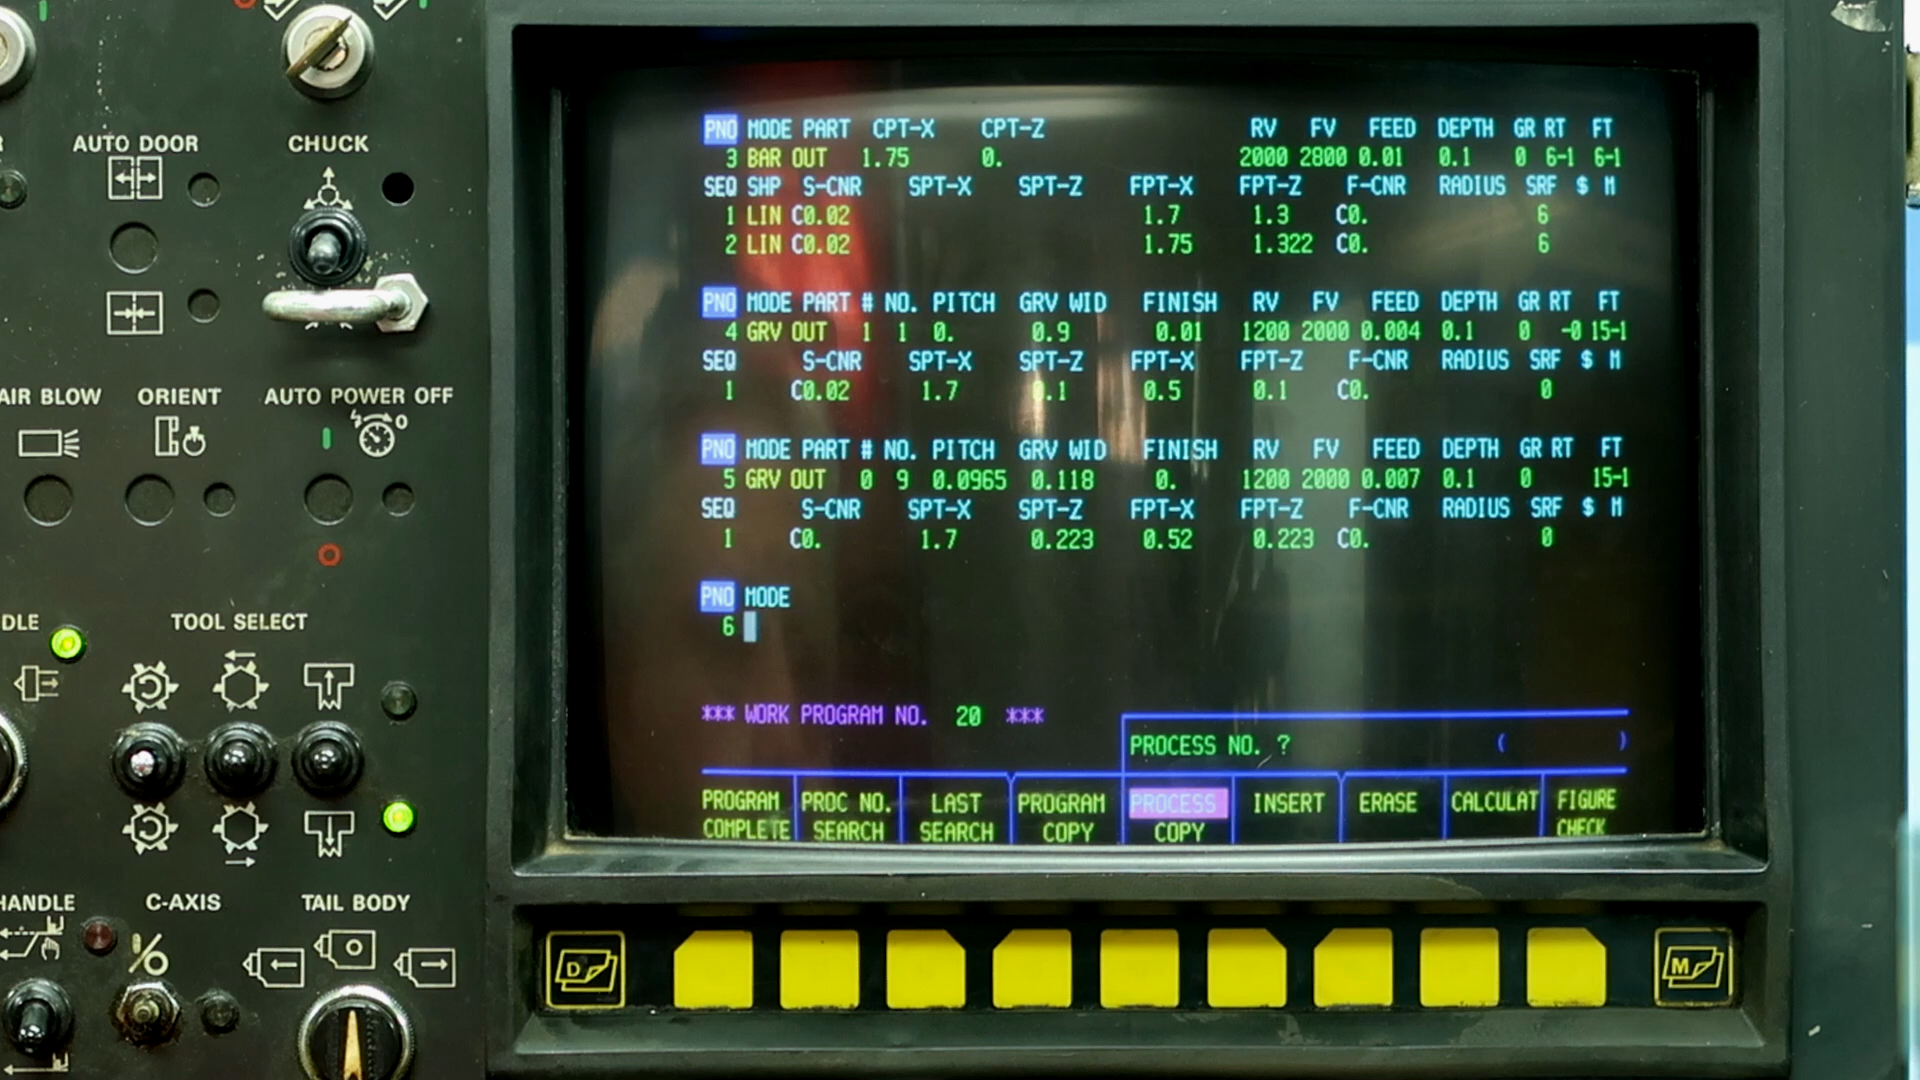 AUTO DOOR
CHUCK
AIR BLOW
ORIENT
AUTO POWER OFF
TOOL SELECT
HANDLE
C-AXIS
TAIL BODY
PNO MODE PART CPT-X CPT-Z RV FV FEED DEPTH GR RT FT
3 BAR OUT 1.75 0. 2000 2800 0.01 0.1 0 6-1 6-1
SEQ SHP S-CNR SPT-X SPT-Z FPT-X FPT-Z F-CNR RADIUS SRF $ M
1 LIN C0.02 1.7 1.3 C0. 6
2 LIN C0.02 1.75 1.322 C0. 6
PNO MODE PART # NO. PITCH GRV WID FINISH RV FV FEED DEPTH GR RT FT
4 GRV OUT 1 1 0. 0.9 0.01 1200 2000 0.004 0.1 0 -0 15-1
SEQ S-CNR SPT-X SPT-Z FPT-X FPT-Z F-CNR RADIUS SRF $ M
1 C0.02 1.7 0.1 0.5 0.1 C0. 0
PNO MODE PART # NO. PITCH GRV WID FINISH RV FV FEED DEPTH GR RT FT
5 GRV OUT 0 9 0.0965 0.118 0. 1200 2000 0.007 0.1 0 15-1
SEQ S-CNR SPT-X SPT-Z FPT-X FPT-Z F-CNR RADIUS SRF $ M
1 C0. 1.7 0.223 0.52 0.223 C0. 0
PNO MODE
6
*** WORK PROGRAM NO. 20 ***
PROCESS NO. ? ( )
PROGRAM COMPLETE
PROC NO. SEARCH
LAST SEARCH
PROGRAM COPY
PROCESS COPY
INSERT
ERASE
CALCULAT
FIGURE CHECK
D
M